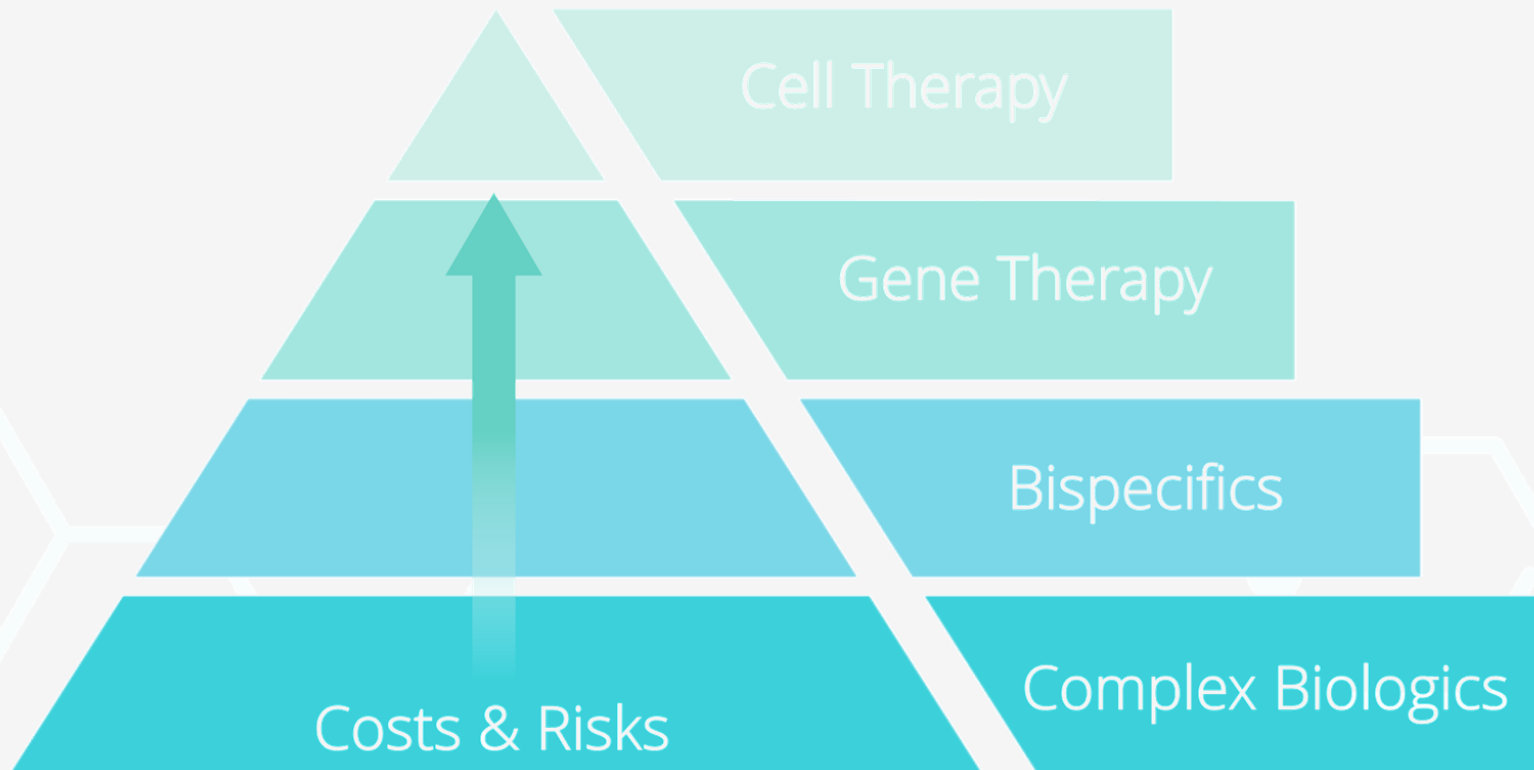 Cell Therapy
Gene Therapy
Bispecifics
Complex Biologics
Costs & Risks